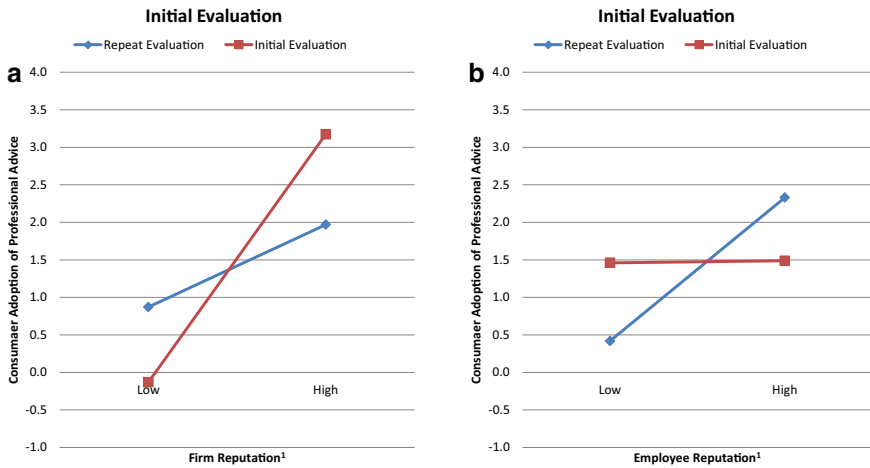 Initial Evaluation
Repeat Evaluation Initial Evaluation
a
4.0
3.5
3.0
2.5
2.0
1.5
1.0
0.5
0.0
-0.5
-1.0
Consumaer Adoption of Professional Advice
Low High
Firm Reputation¹
Initial Evaluation
Repeat Evaluation Initial Evaluation
b
4.0
3.5
3.0
2.5
2.0
1.5
1.0
0.5
0.0
-0.5
-1.0
Consumaer Adoption of Professional Advice
Low High
Employee Reputation¹